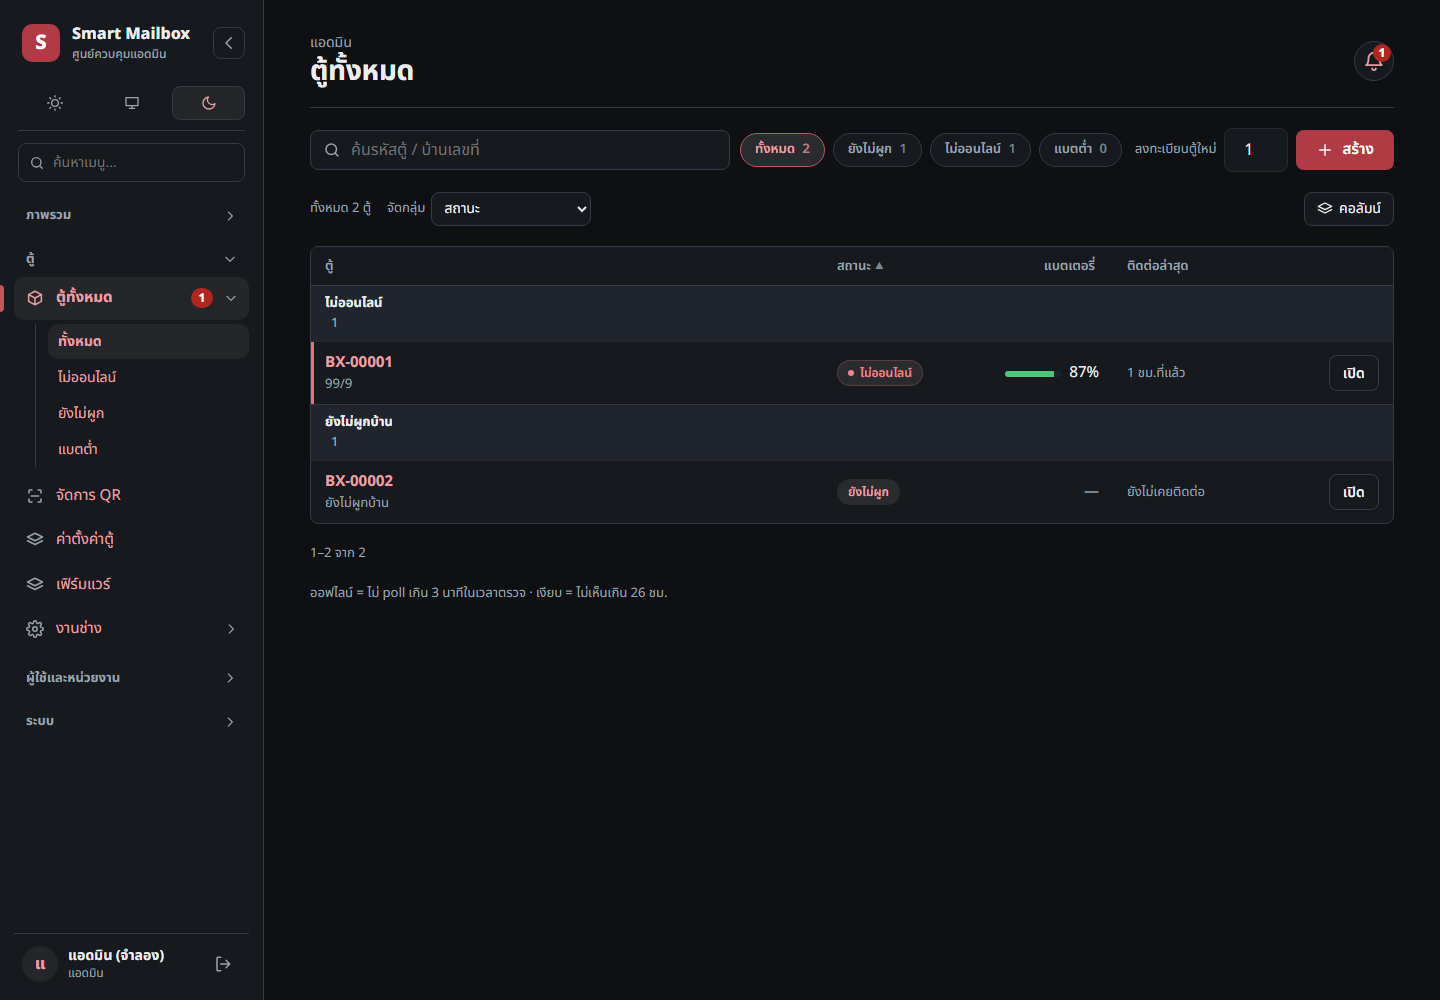 S
Smart Mailbox
ศูนย์ควบคุมแอดมิน
ค้นหาเมนู...
ภาพรวม
ตู้
ตู้ทั้งหมด 1
ทั้งหมด
ไม่ออนไลน์
ยังไม่ผูก
แบตต่ำ
จัดการ QR
ค่าตั้งค่าตู้
เฟิร์มแวร์
งานช่าง
ผู้ใช้และหน่วยงาน
ระบบ
แ
แอดมิน (จำลอง)
แอดมิน
แอดมิน
ตู้ทั้งหมด
1
ค้นรหัสตู้ / บ้านเลขที่ ทั้งหมด 2 ยังไม่ผูก 1 ไม่ออนไลน์ 1 แบตต่ำ 0 ลงทะเบียนตู้ใหม่ 1 สร้าง
ทั้งหมด 2 ตู้ จัดกลุ่ม สถานะ คอลัมน์
ตู้ สถานะ ▲ แบตเตอรี่ ติดต่อล่าสุด
ไม่ออนไลน์
1
BX-00001
99/9
ไม่ออนไลน์ 87% 1 ชม.ที่แล้ว เปิด
ยังไม่ผูกบ้าน
1
BX-00002
ยังไม่ผูกบ้าน
ยังไม่ผูก — ยังไม่เคยติดต่อ เปิด
1–2 จาก 2
ออฟไลน์ = ไม่ poll เกิน 3 นาทีในเวลาตรวจ · เงียบ = ไม่เห็นเกิน 26 ชม.